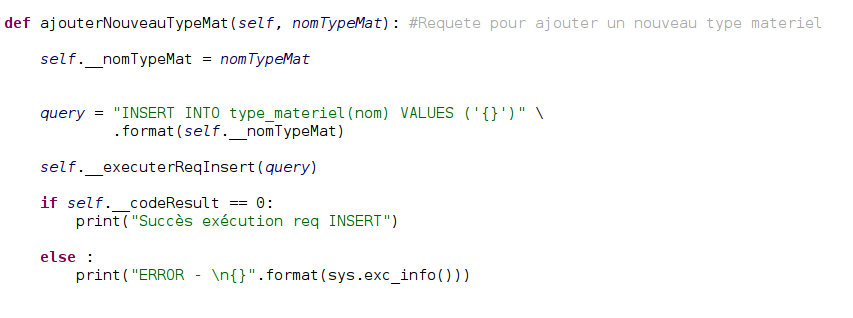 def ajouterNouveauTypeMat(self, nomTypeMat): #Requete pour ajouter un nouveau type materiel
self.__nomTypeMat = nomTypeMat
query = "INSERT INTO type_materiel(nom) VALUES ('{}')" \
.format(self.__nomTypeMat)
self.__executerReqInsert(query)
if self.__codeResult == 0:
print("Succès exécution req INSERT")
else :
print("ERROR - \n{}".format(sys.exc_info()))